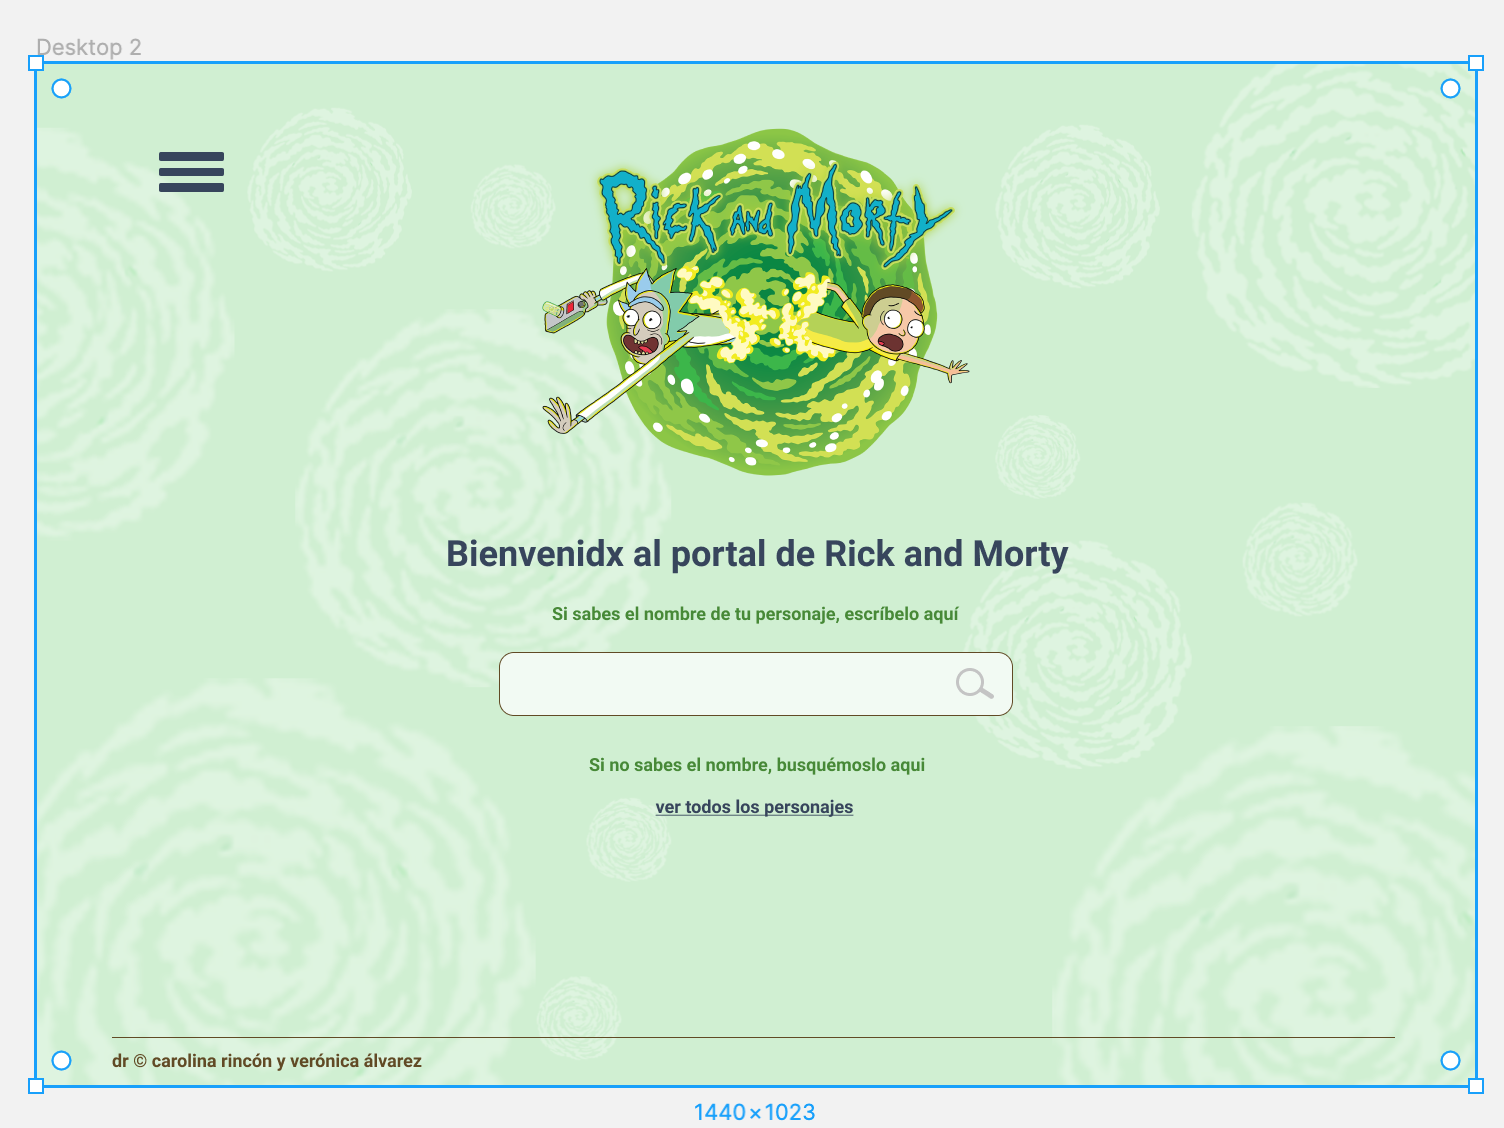 Desktop 2
Rick and Morty
Bienvenidx al portal de Rick and Morty
Si sabes el nombre de tu personaje, escríbelo aquí
Si no sabes el nombre, busquémoslo aqui
ver todos los personajes
dr © carolina rincón y verónica álvarez
1440×1023